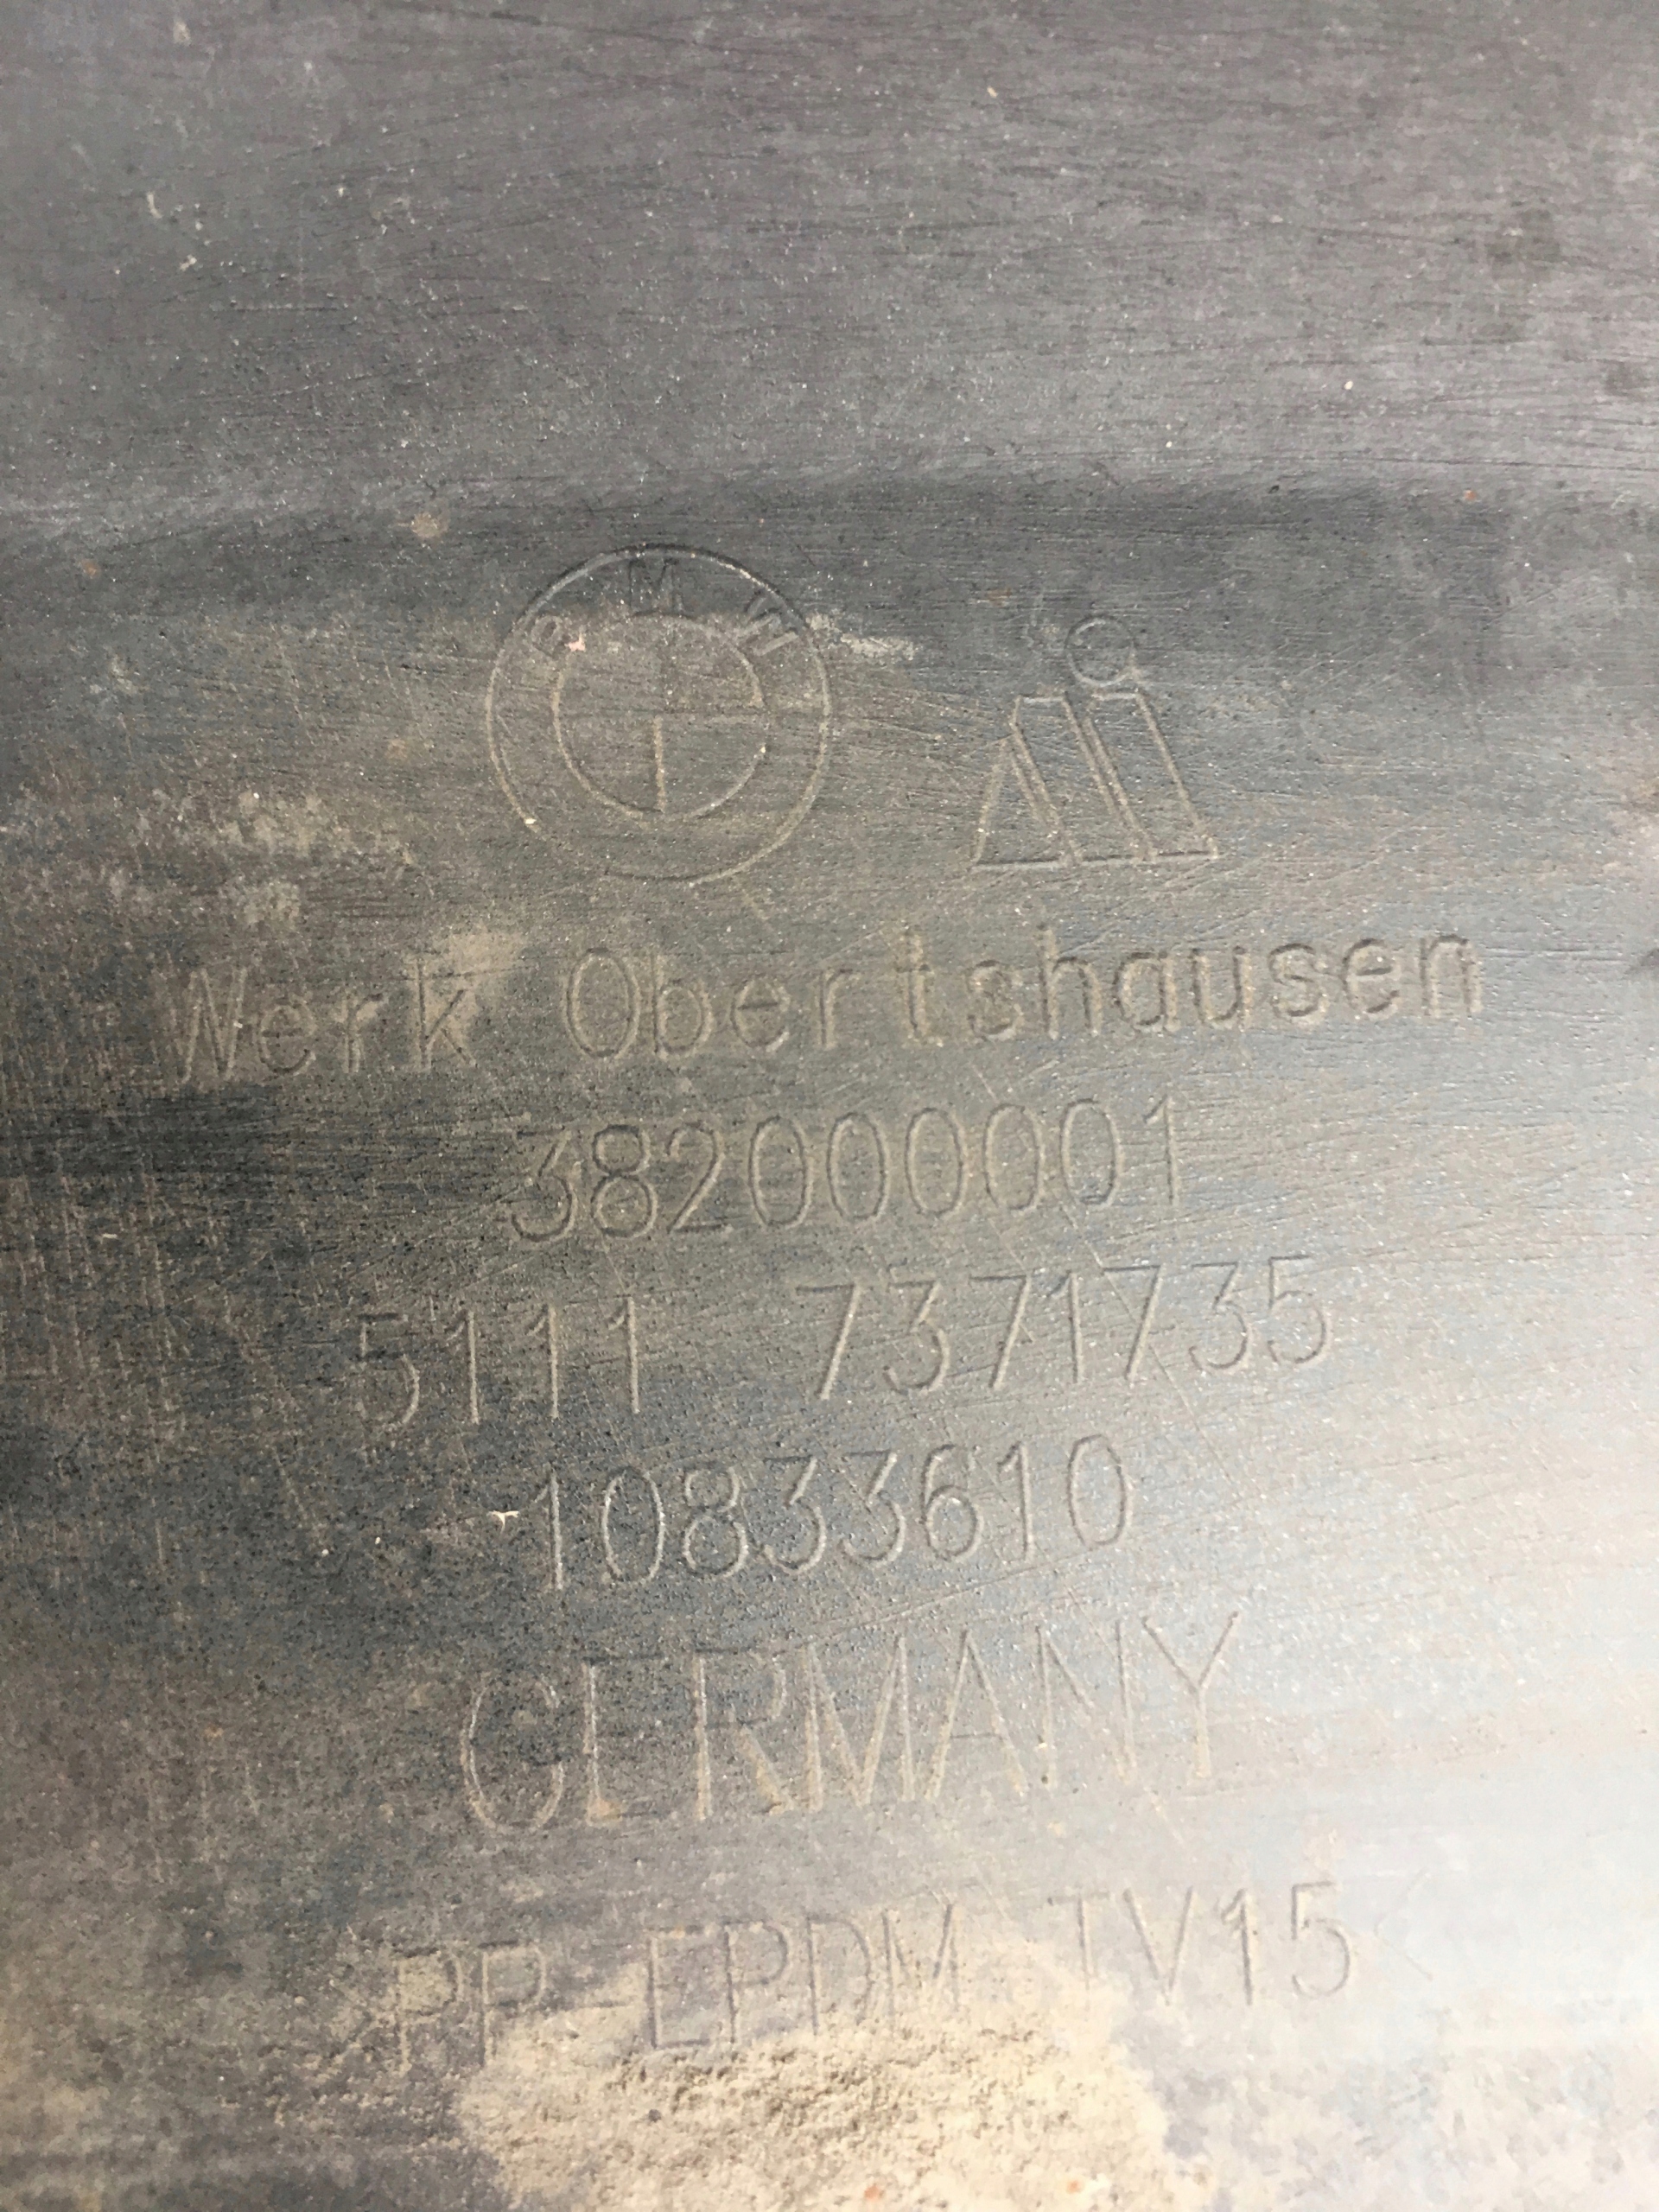 BMW
Werk Obertshausen
382000001
5111 7371735
10833610
GERMANY
>PP-EPDM TV15<